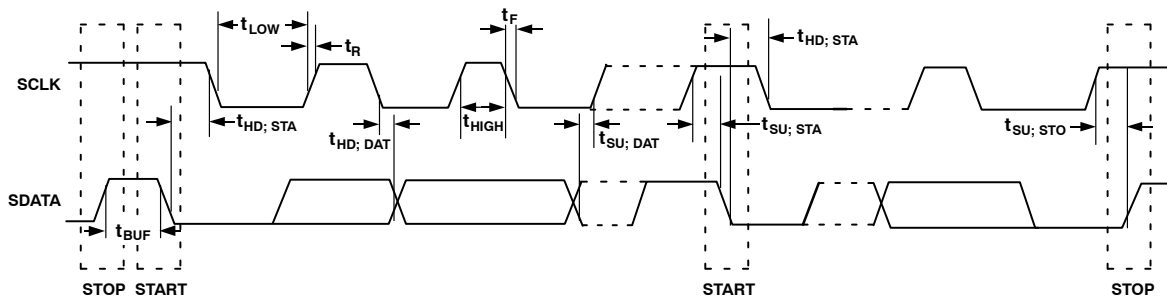 tLOW
tR
tF
tHD; STA
SCLK
tHD; STA
tHD; DAT
tHIGH
tSU; DAT
tSU; STA
tSU; STO
SDATA
tBUF
STOP
START
START
STOP